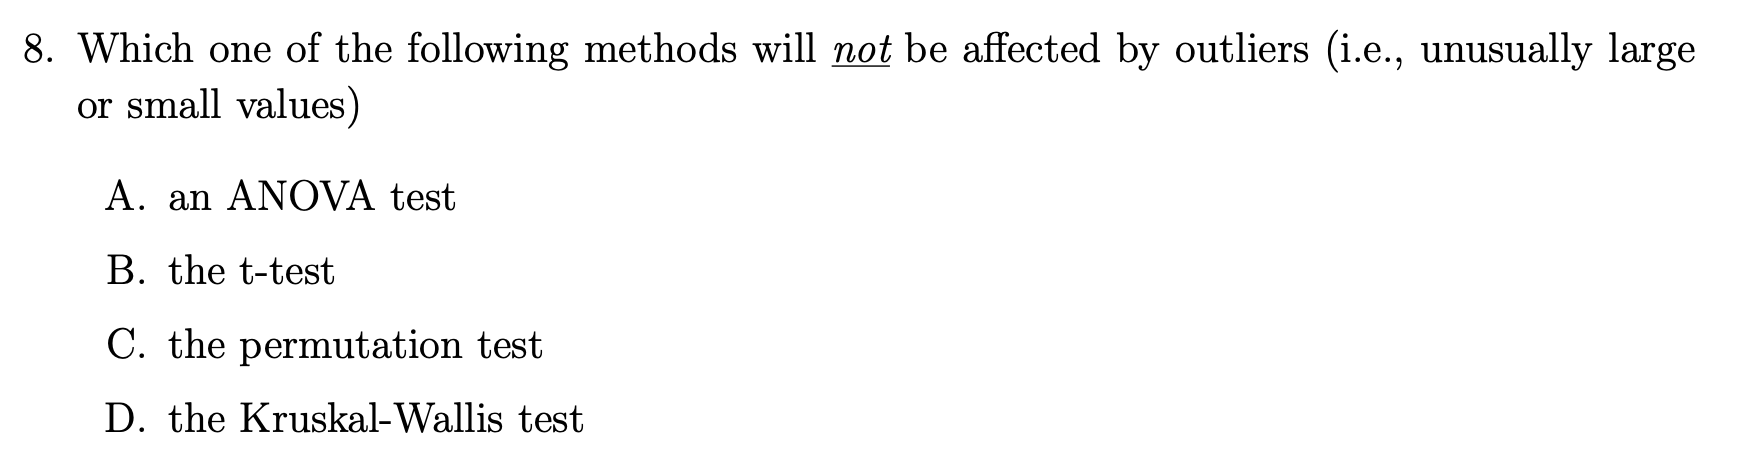 8. Which one of the following methods will not be affected by outliers (i.e., unusually large
or small values)
A. an ANOVA test
B. the t-test
C. the permutation test
D. the Kruskal-Wallis test